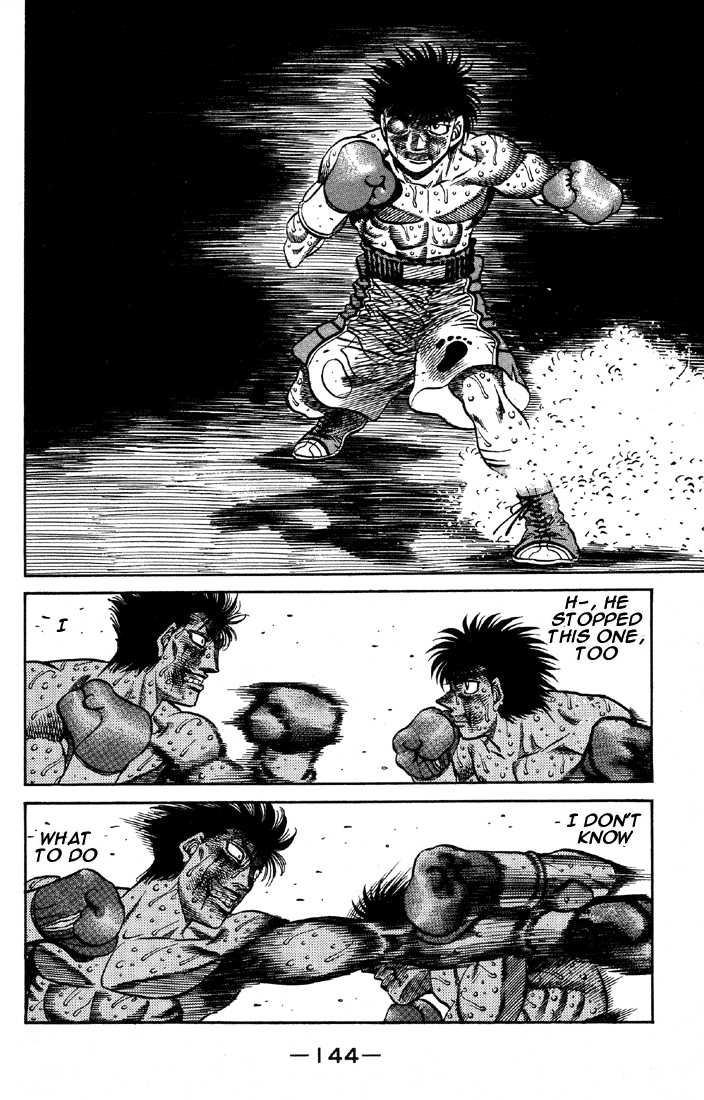 H-, HE
STOPPED
THIS ONE,
TOO
I
I DON'T
KNOW
WHAT
TO DO
-144-